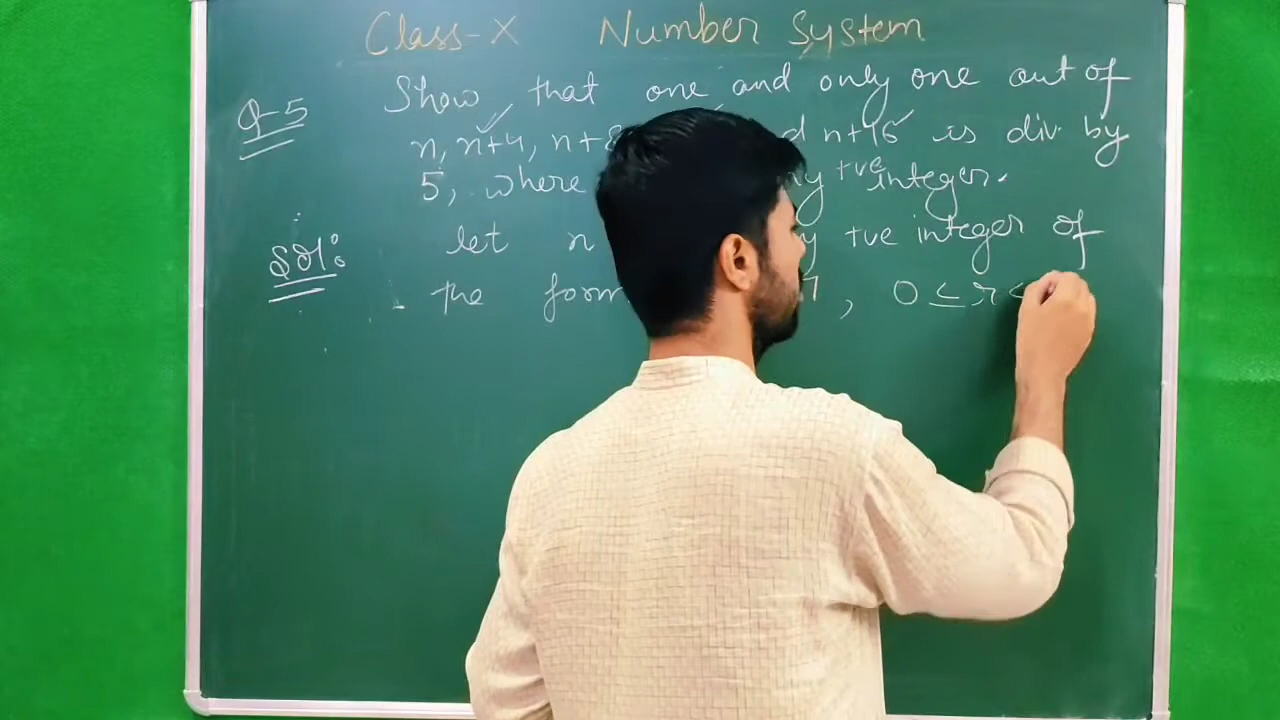 Class-X Number System
Q-5 Show that one and only one out of
n, n+4, n+8 n+16 is div by
5, where +ve integer.
Sol: let n +ve integer of
the form , 0 ≤ r <